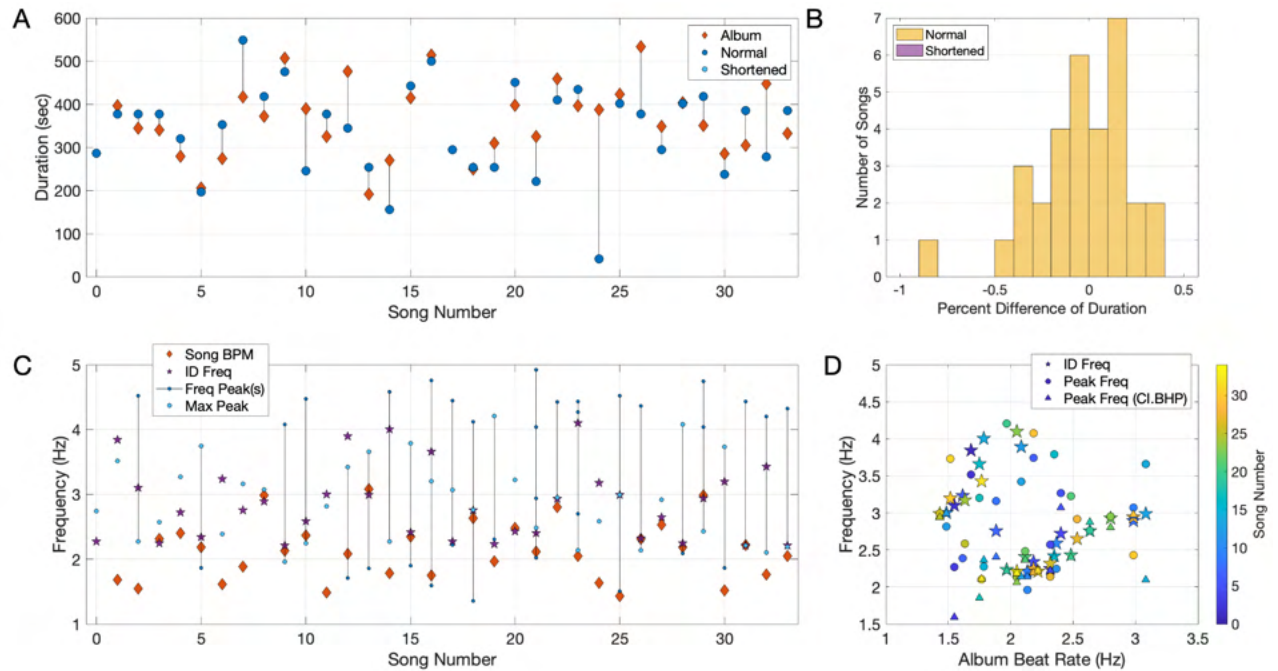 A
600
500
400
300
200
100
0
Duration (sec)
Album
Normal
Shortened
0 5 10 15 20 25 30
Song Number
B
7
6
5
4
3
2
1
0
Number of Songs
Normal
Shortened
-1 -0.5 0 0.5
Percent Difference of Duration
C
Song BPM
ID Freq
Freq Peak(s)
Max Peak
5
4
3
2
1
Frequency (Hz)
0 5 10 15 20 25 30
Song Number
D
5
4.5
4
3.5
3
2.5
2
1.5
Frequency (Hz)
ID Freq
Peak Freq
Peak Freq (CI.BHP)
1 1.5 2 2.5 3 3.5
Album Beat Rate (Hz)
30
25
20
15
10
5
0
Song Number